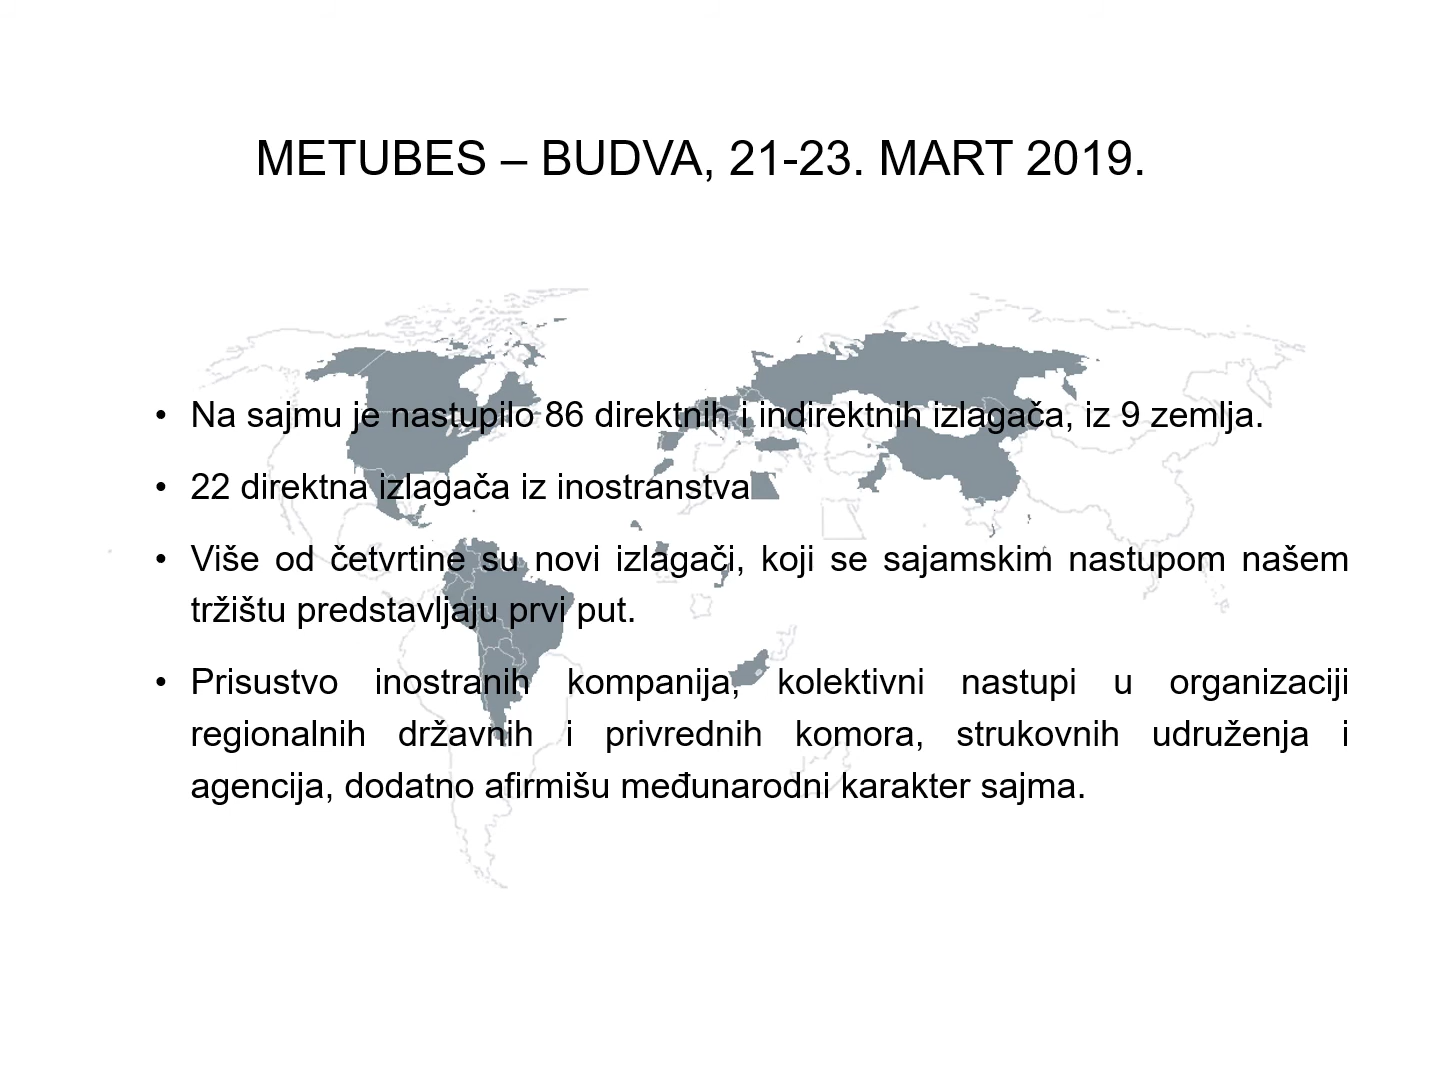 METUBES – BUDVA, 21-23. MART 2019.
• Na sajmu je nastupilo 86 direktnih i indirektnih izlagača, iz 9 zemlja.
• 22 direktna izlagača iz inostranstva
• Više od četvrtine su novi izlagači, koji se sajamskim nastupom našem
tržištu predstavljaju prvi put.
• Prisustvo inostranih kompanija, kolektivni nastupi u organizaciji
regionalnih državnih i privrednih komora, strukovnih udruženja i
agencija, dodatno afirmišu međunarodni karakter sajma.